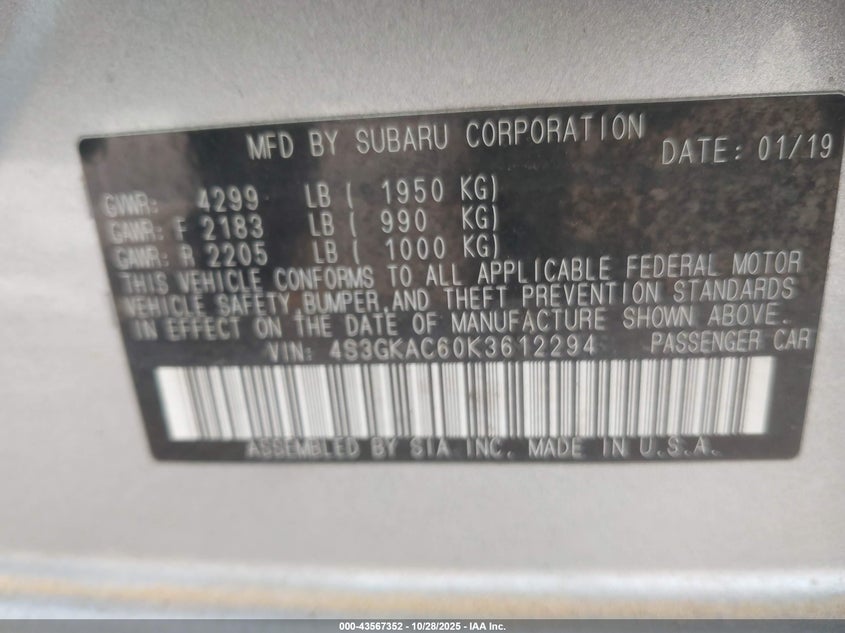 MFD BY SUBARU CORPORATION DATE: 01/19
GVWR: 4299 LB ( 1950 KG)
GAWR: F 2183 LB ( 990 KG)
GAWR: R 2205 LB ( 1000 KG)
THIS VEHICLE CONFORMS TO ALL APPLICABLE FEDERAL MOTOR
VEHICLE SAFETY, BUMPER, AND THEFT PREVENTION STANDARDS
IN EFFECT ON THE DATE OF MANUFACTURE SHOWN ABOVE.
VIN: 4S3GKAC60K3612294 PASSENGER CAR
ASSEMBLED BY SIA INC. MADE IN U.S.A.
000-43567352 | 10/28/2025 - IAA Inc.